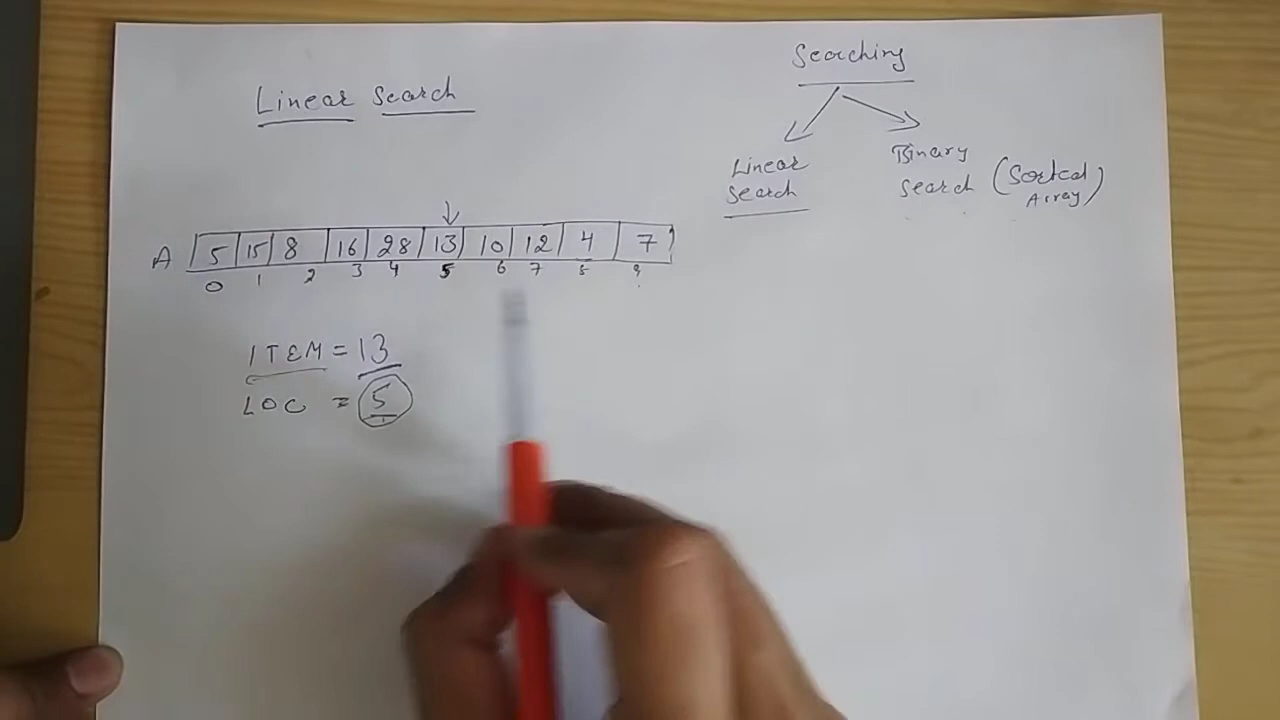 Linear Search
Searching
Linear Search
Binary Search (Sorted Array)
A 5 15 8 16 28 13 10 12 4 7
0 1 2 3 4 5 6 7 8 9
ITEM = 13
LOC = 5